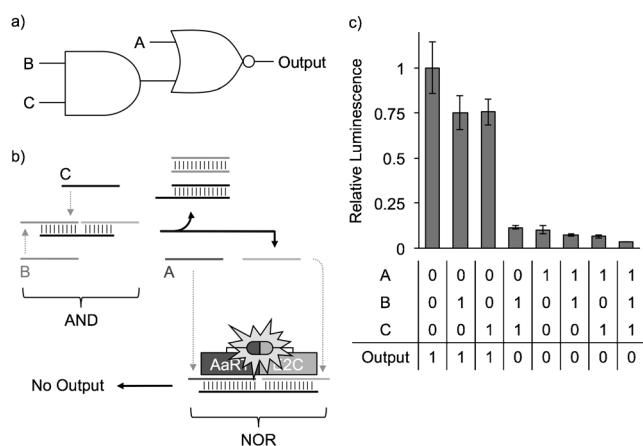 a)
A
B
C
Output
b)
C
B
A
AND
AaR
2C
No Output
NOR
c)
Relative Luminescence
1
0.75
0.5
0.25
0
A 0 0 0 0 1 1 1 1
B 0 1 0 1 0 1 0 1
C 0 0 1 1 0 0 1 1
Output 1 1 1 0 0 0 0 0